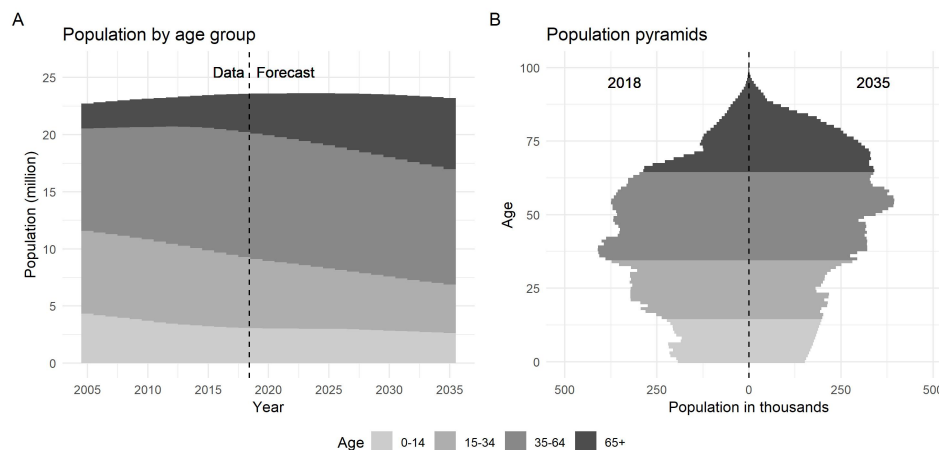 A
Population by age group
Data Forecast
25
20
15
10
5
0
Population (million)
2005 2010 2015 2020 2025 2030 2035
Year
B
Population pyramids
2018 2035
100
75
50
25
0
Age
500 250 0 250 500
Population in thousands
Age 0-14 15-34 35-64 65+